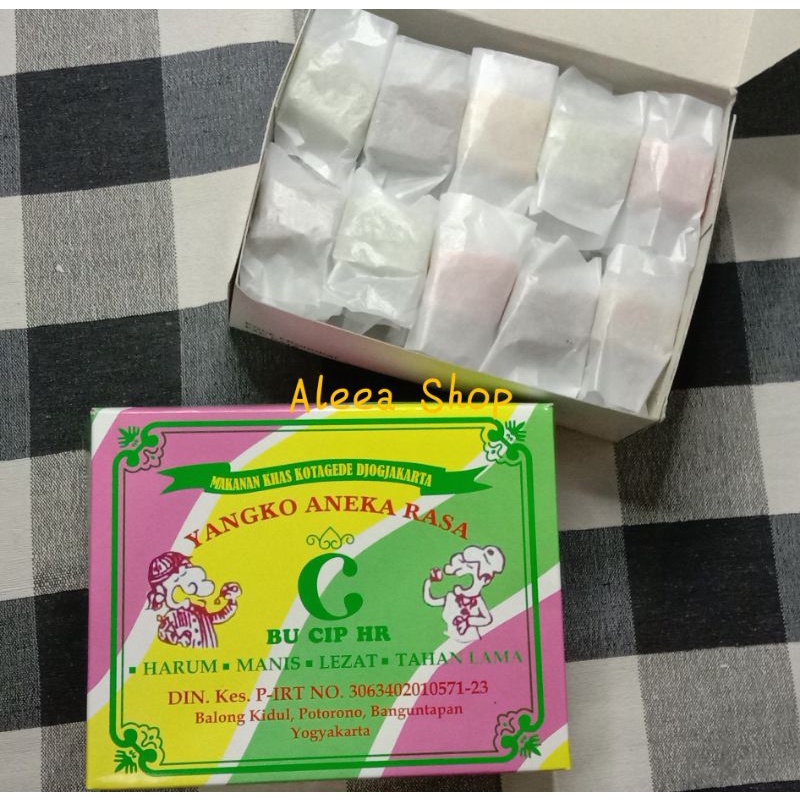 Aleea Shop
MAKANAN KHAS KOTAGEDE DJOGJAKARTA
YANGKO ANEKA RASA
C
BU CIP HR
▪ HARUM ▪ MANIS ▪ LEZAT ▪ TAHAN LAMA
DIN. Kes. P-IRT NO. 3063402010571-23
Balong Kidul, Potorono, Banguntapan
Yogyakarta